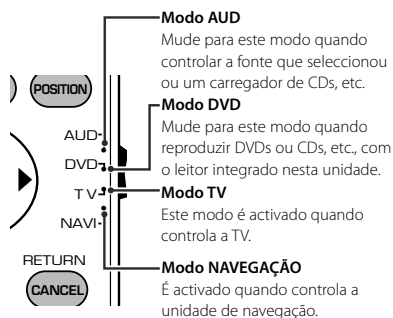 Modo AUD
Mude para este modo quando
controlar a fonte que seleccionou
ou um carregador de CDs, etc.
Modo DVD
Mude para este modo quando
reproduzir DVDs ou CDs, etc., com
o leitor integrado nesta unidade.
Modo TV
Este modo é activado quando
controla a TV.
Modo NAVEGAÇÃO
É activado quando controla a
unidade de navegação.
POSITION
AUD
DVD
TV
NAVI
RETURN
CANCEL